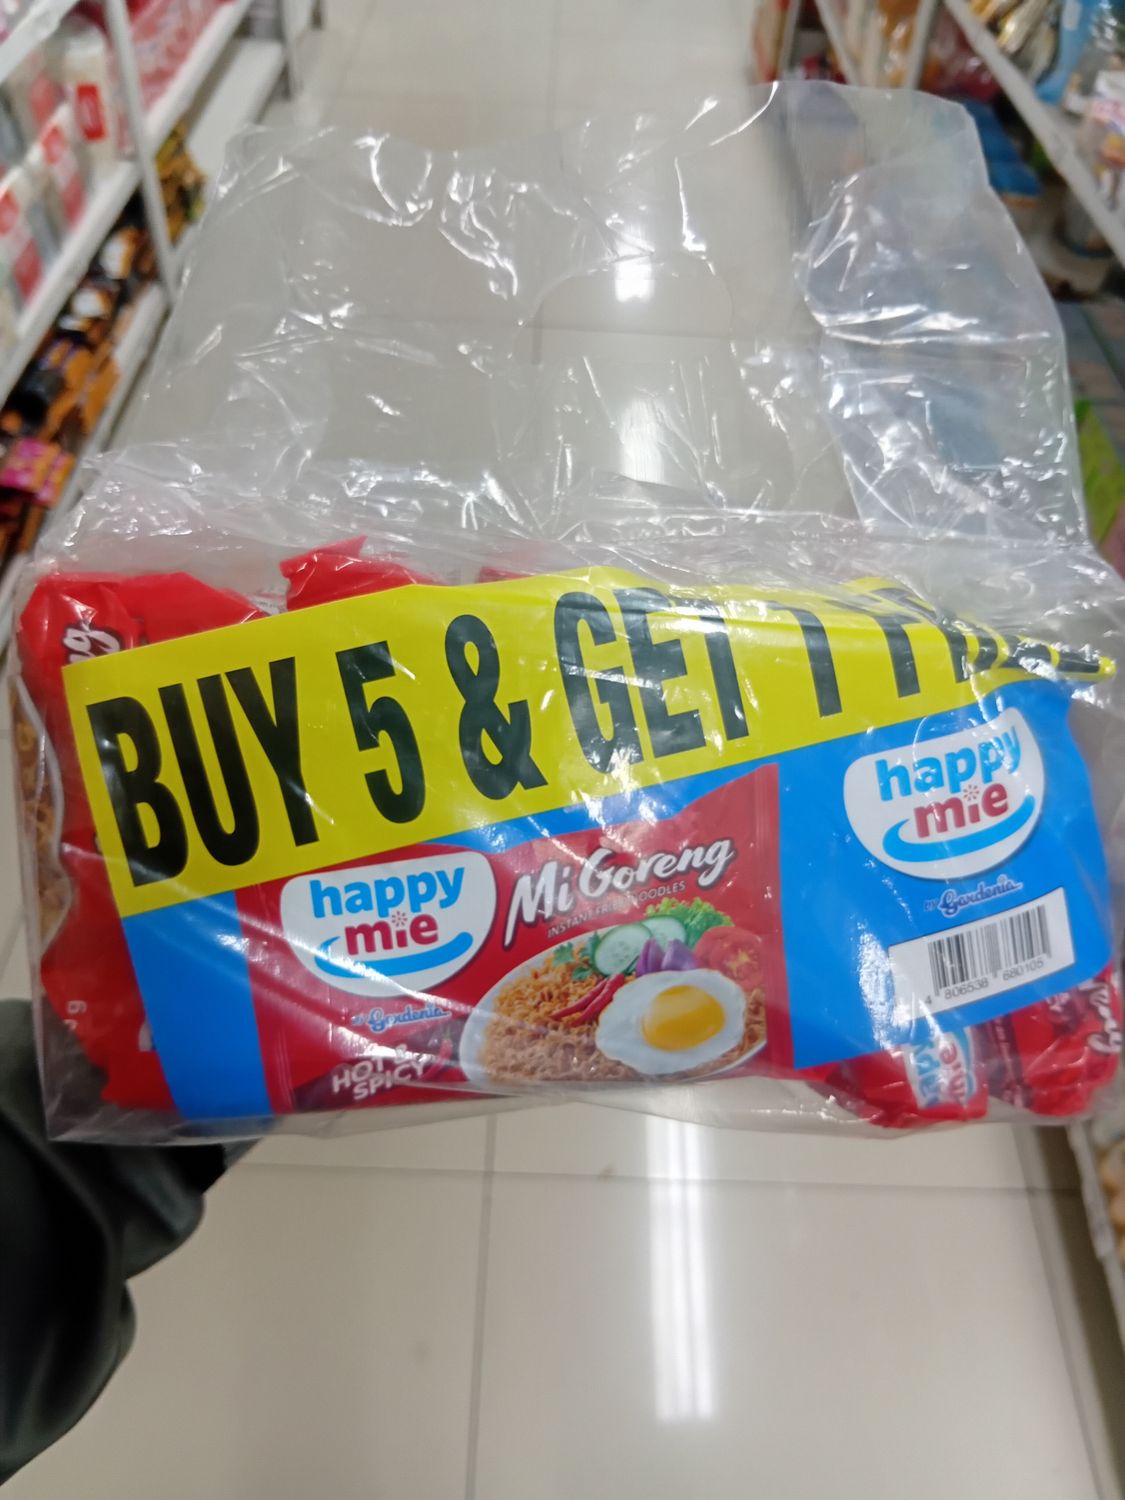 BUY 5 & GET 1
happy
mie
by Gardenia
happy
mie
by Gardenia
Mi Goreng
INSTANT FRIED NOODLES
HOT &
SPICY
4 806538 680105